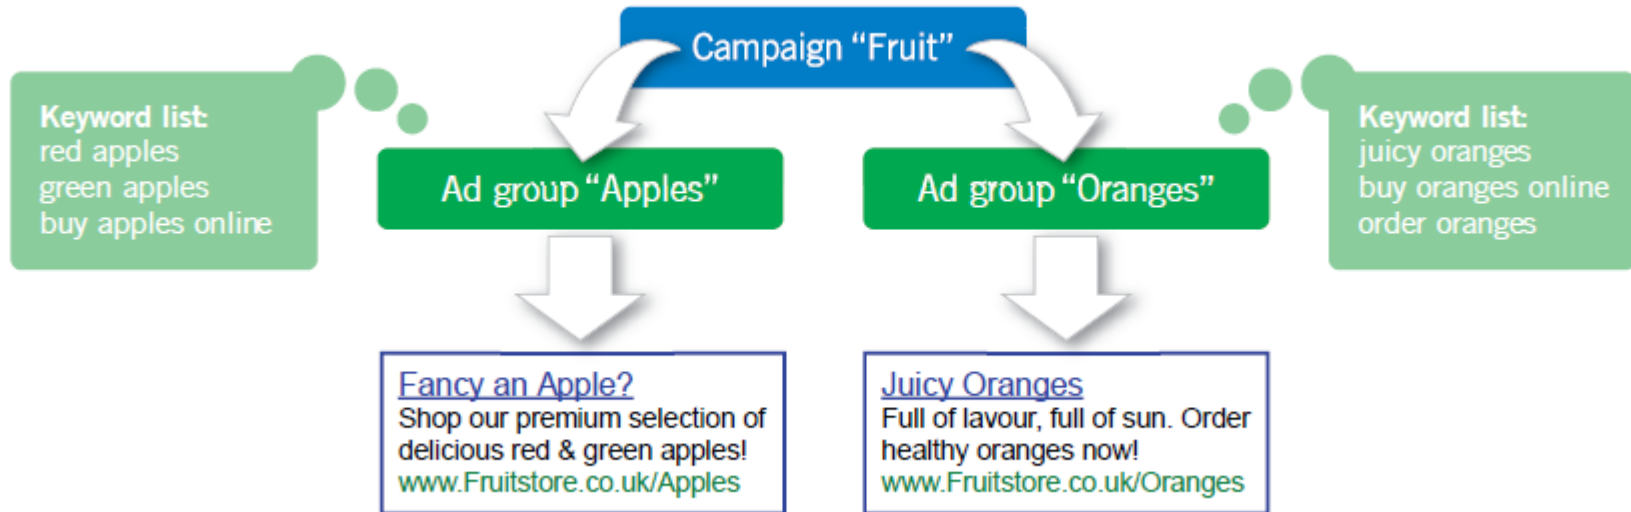 Campaign “Fruit”
Keyword list:
red apples
green apples
buy apples online
Ad group “Apples”
Ad group “Oranges”
Keyword list:
juicy oranges
buy oranges online
order oranges
Fancy an Apple?
Shop our premium selection of
delicious red & green apples!
www.Fruitstore.co.uk/Apples
Juicy Oranges
Full of lavour, full of sun. Order
healthy oranges now!
www.Fruitstore.co.uk/Oranges